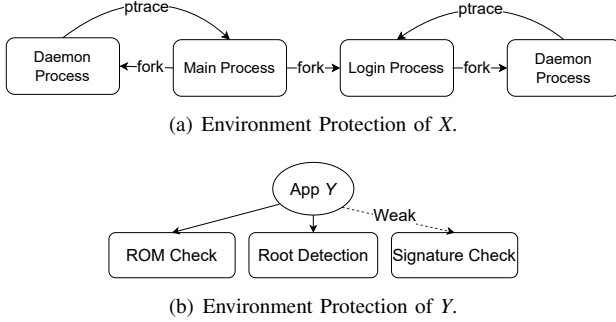 ptrace
ptrace
Daemon
Process
fork
Main Process
fork
Login Process
fork
Daemon
Process
(a) Environment Protection of X.
App Y
Weak
ROM Check
Root Detection
Signature Check
(b) Environment Protection of Y.